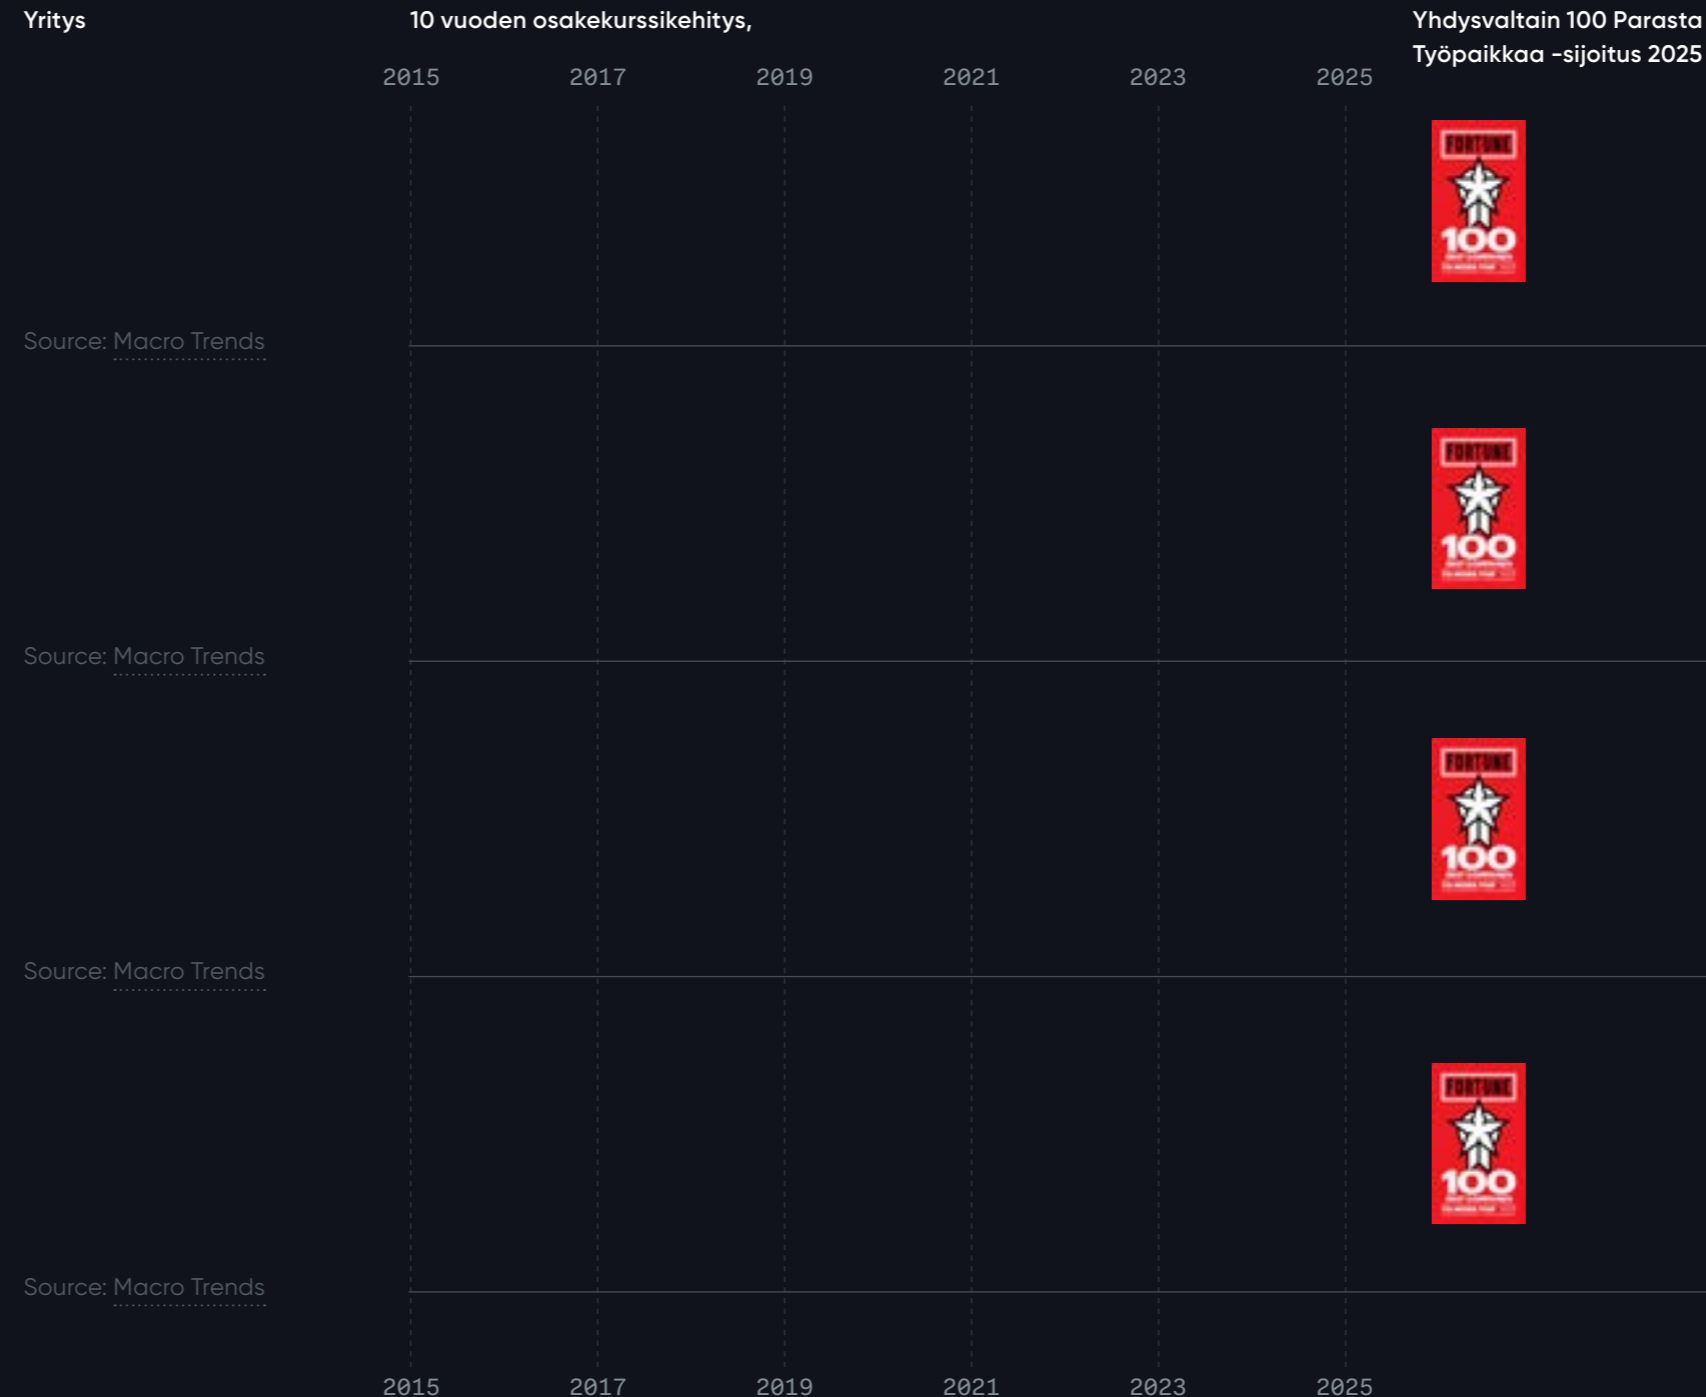 Yritys
10 vuoden osakekurssikehitys,
Yhdysvaltain 100 Parasta
Työpaikkaa -sijoitus 2025
2015 2017 2019 2021 2023 2025
FORTUNE
100
Source: Macro Trends
FORTUNE
100
Source: Macro Trends
FORTUNE
100
Source: Macro Trends
FORTUNE
100
Source: Macro Trends
2015 2017 2019 2021 2023 2025